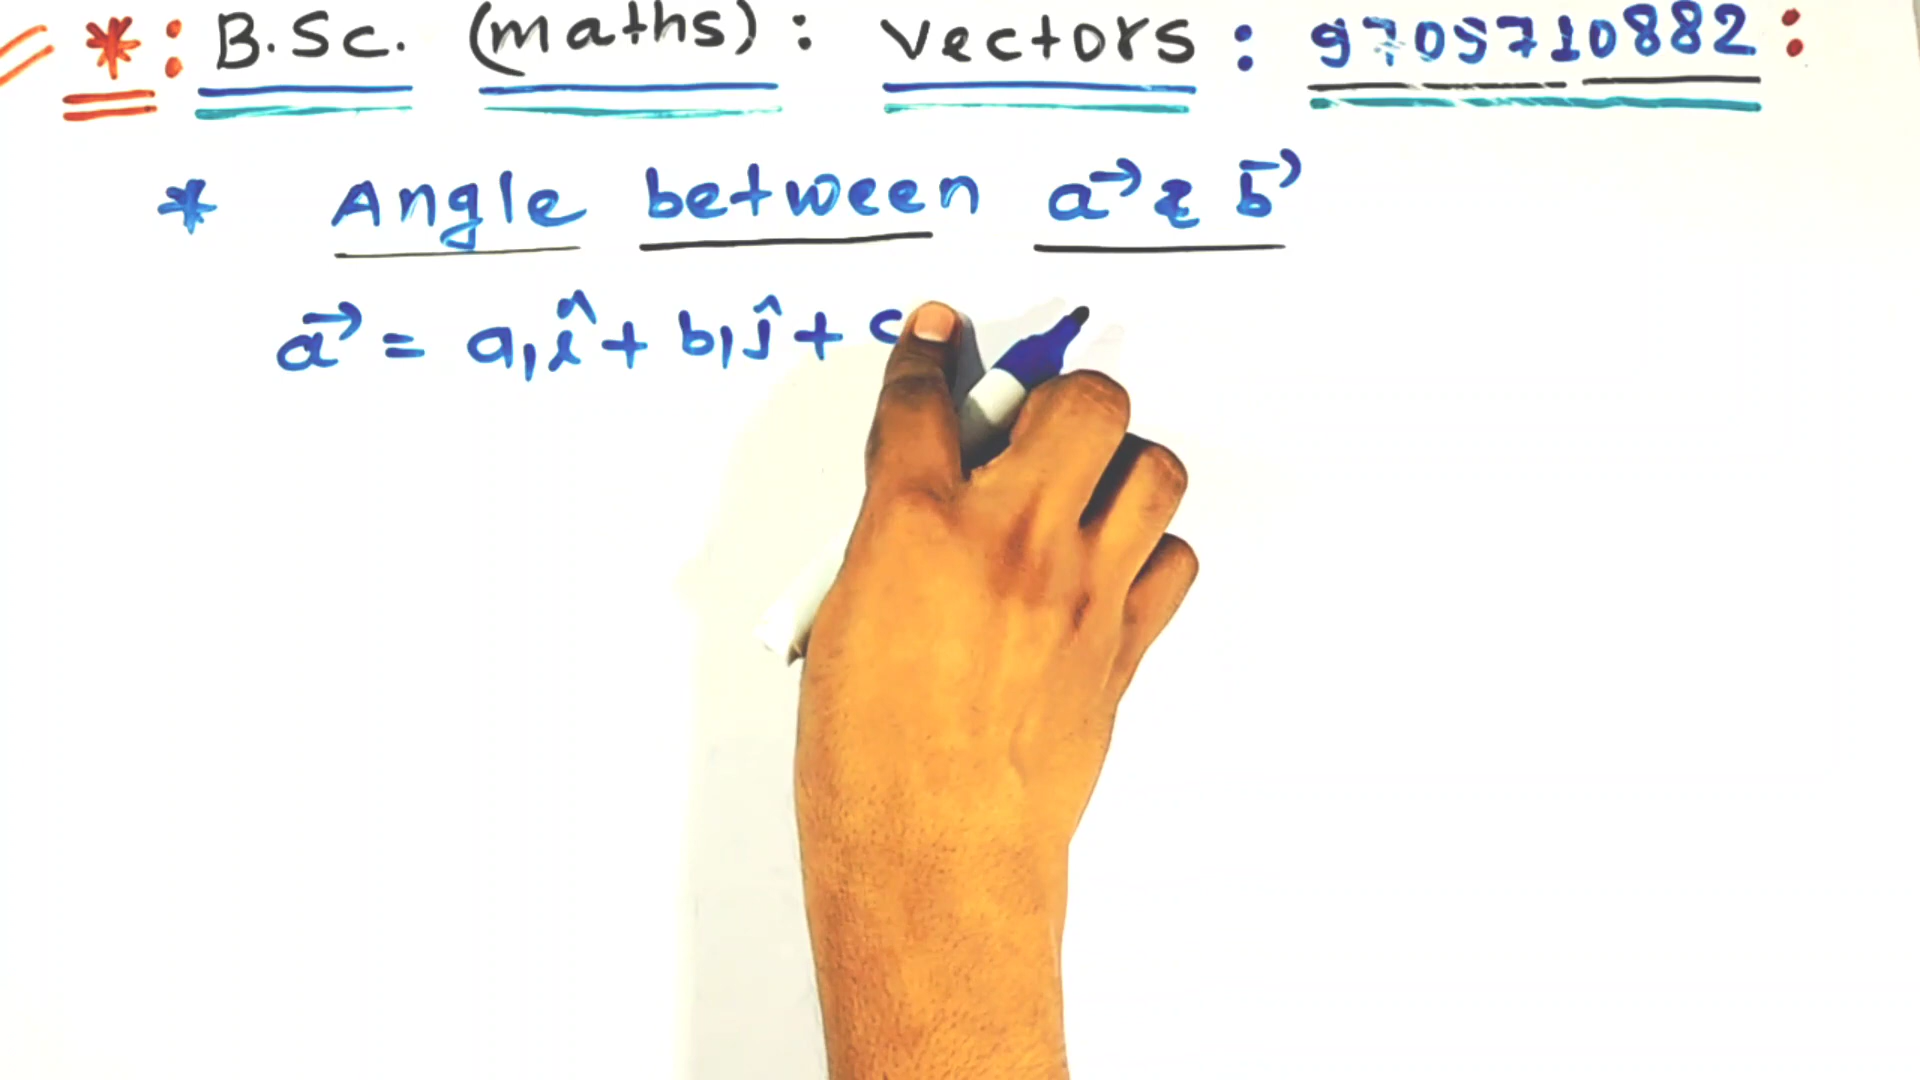 * : B.Sc. (maths) : vectors : 9705710882 :
* Angle between a→ & b→
a→ = a₁î + b₁ĵ + c